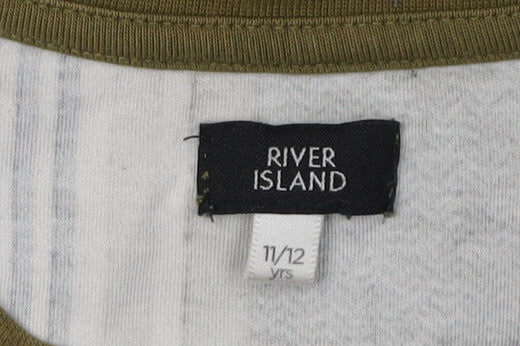 RIVER
ISLAND
11/12
yrs